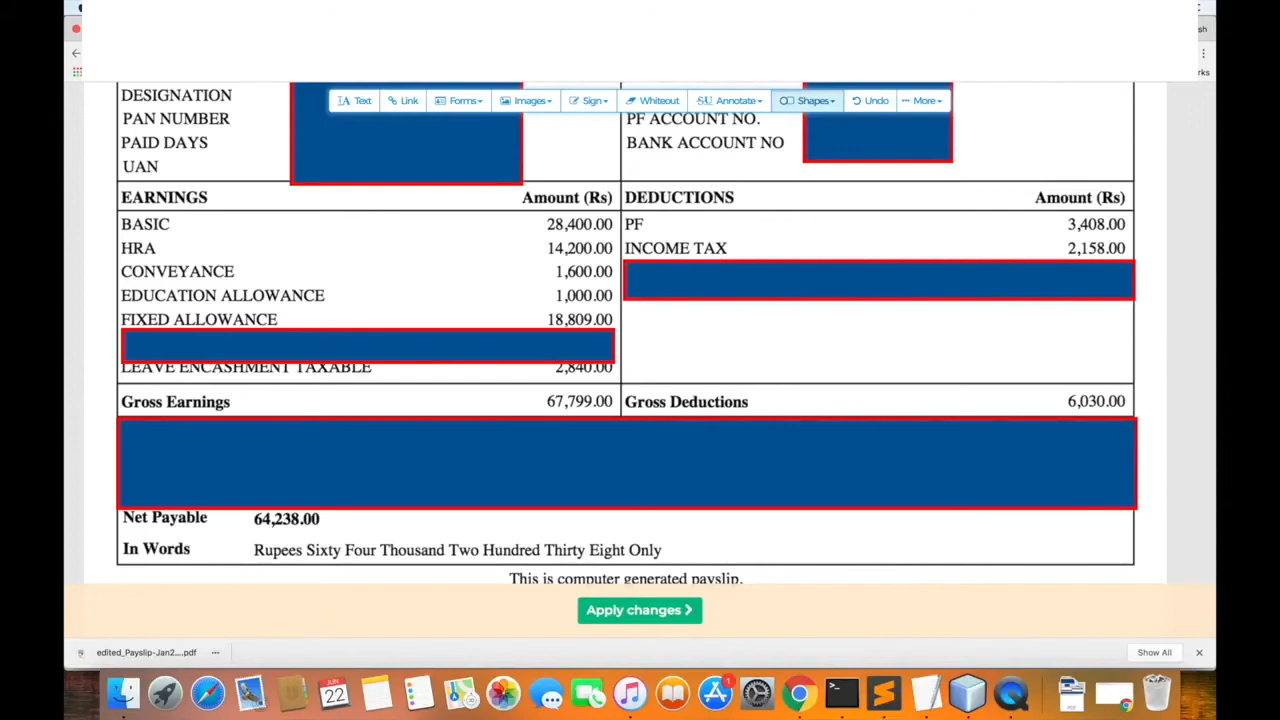 sh
rks
Text Link Forms Images Sign Whiteout Annotate Shapes Undo More
DESIGNATION
PAN NUMBER PF ACCOUNT NO.
PAID DAYS BANK ACCOUNT NO
UAN
EARNINGS Amount (Rs) DEDUCTIONS Amount (Rs)
BASIC 28,400.00 PF 3,408.00
HRA 14,200.00 INCOME TAX 2,158.00
CONVEYANCE 1,600.00
EDUCATION ALLOWANCE 1,000.00
FIXED ALLOWANCE 18,809.00
LEAVE ENCASHMENT TAXABLE 2,840.00
Gross Earnings 67,799.00 Gross Deductions 6,030.00
Net Payable 64,238.00
In Words Rupees Sixty Four Thousand Two Hundred Thirty Eight Only
This is computer generated payslip.
Apply changes
edited_Payslip-Jan2....pdf ... Show All
JUN
22
1